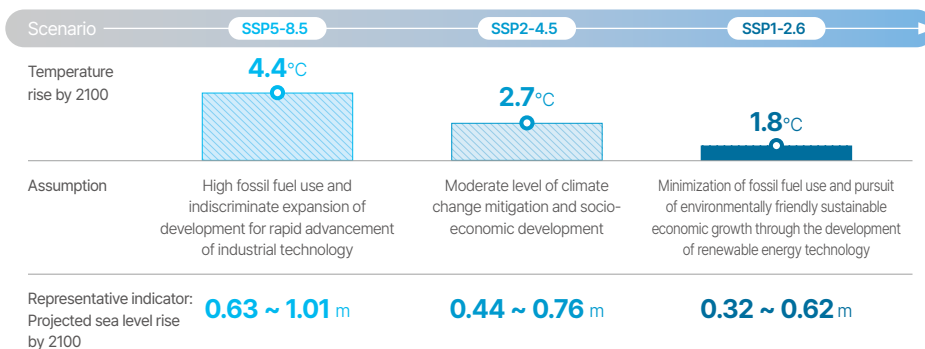 Scenario SSP5-8.5 SSP2-4.5 SSP1-2.6
Temperature
rise by 2100
4.4°C
2.7°C
1.8°C
Assumption
High fossil fuel use and
indiscriminate expansion of
development for rapid advancement
of industrial technology
Moderate level of climate
change mitigation and socio-
economic development
Minimization of fossil fuel use and pursuit
of environmentally friendly sustainable
economic growth through the development
of renewable energy technology
Representative indicator:
Projected sea level rise
by 2100
0.63 ~ 1.01 m
0.44 ~ 0.76 m
0.32 ~ 0.62 m